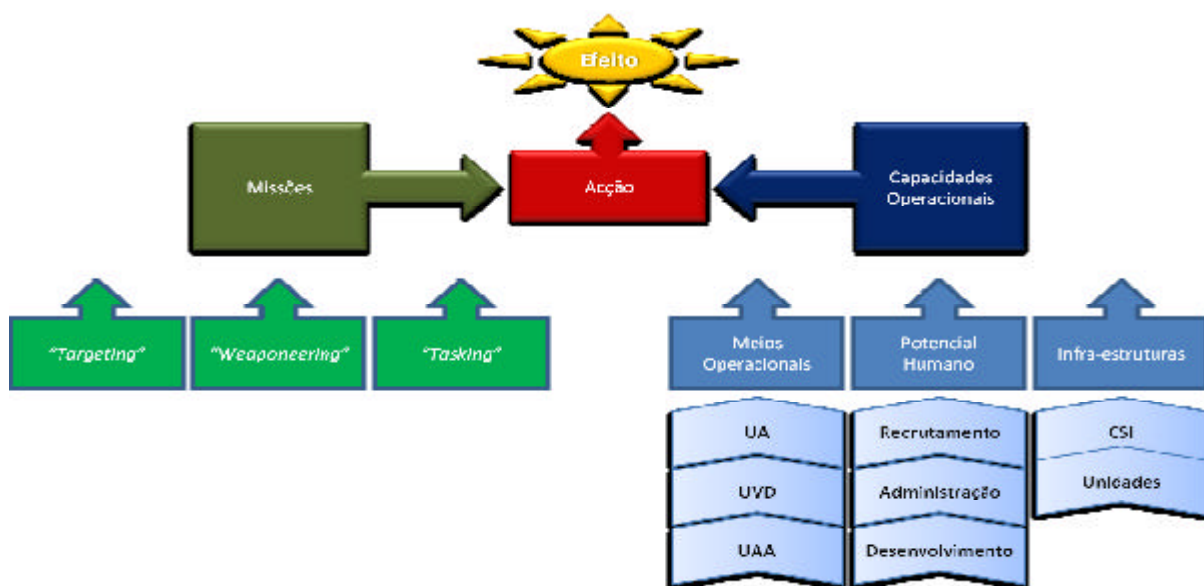 Efeito
Missões
Acção
Capacidades
Operacionais
"Targeting"
"Weaponeering"
"Tasking"
Meios
Operacionais
Potencial
Humano
Infra-estruturas
UA
Recrutamento
CSI
UVD
Administração
Unidades
UAA
Desenvolvimento